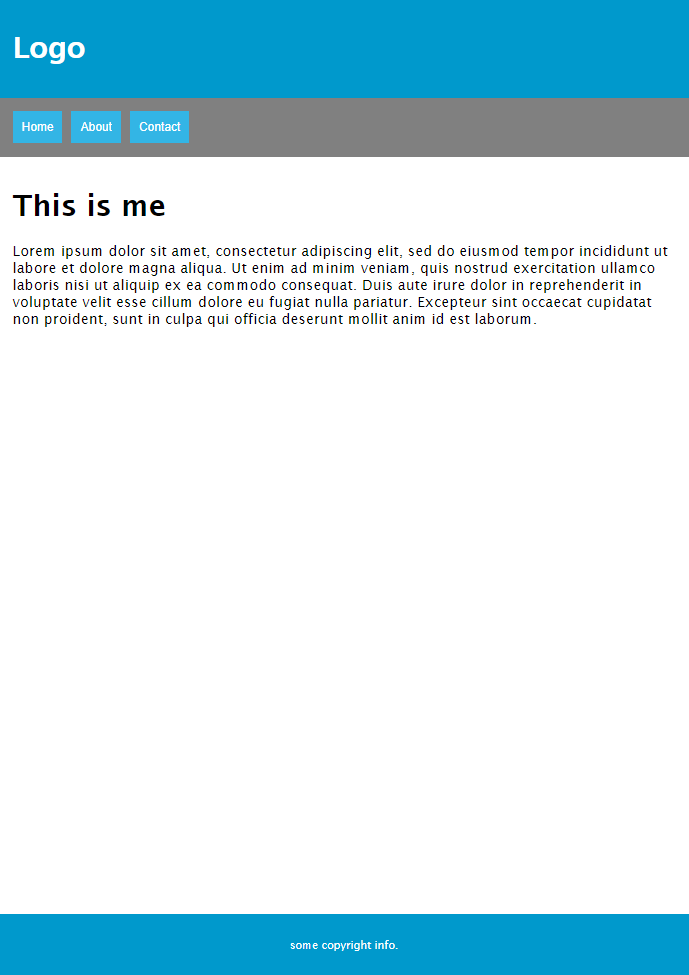 Logo
Home About Contact
This is me
Lorem ipsum dolor sit amet, consectetur adipiscing elit, sed do eiusmod tempor incididunt ut
labore et dolore magna aliqua. Ut enim ad minim veniam, quis nostrud exercitation ullamco
laboris nisi ut aliquip ex ea commodo consequat. Duis aute irure dolor in reprehenderit in
voluptate velit esse cillum dolore eu fugiat nulla pariatur. Excepteur sint occaecat cupidatat
non proident, sunt in culpa qui officia deserunt mollit anim id est laborum.
some copyright info.